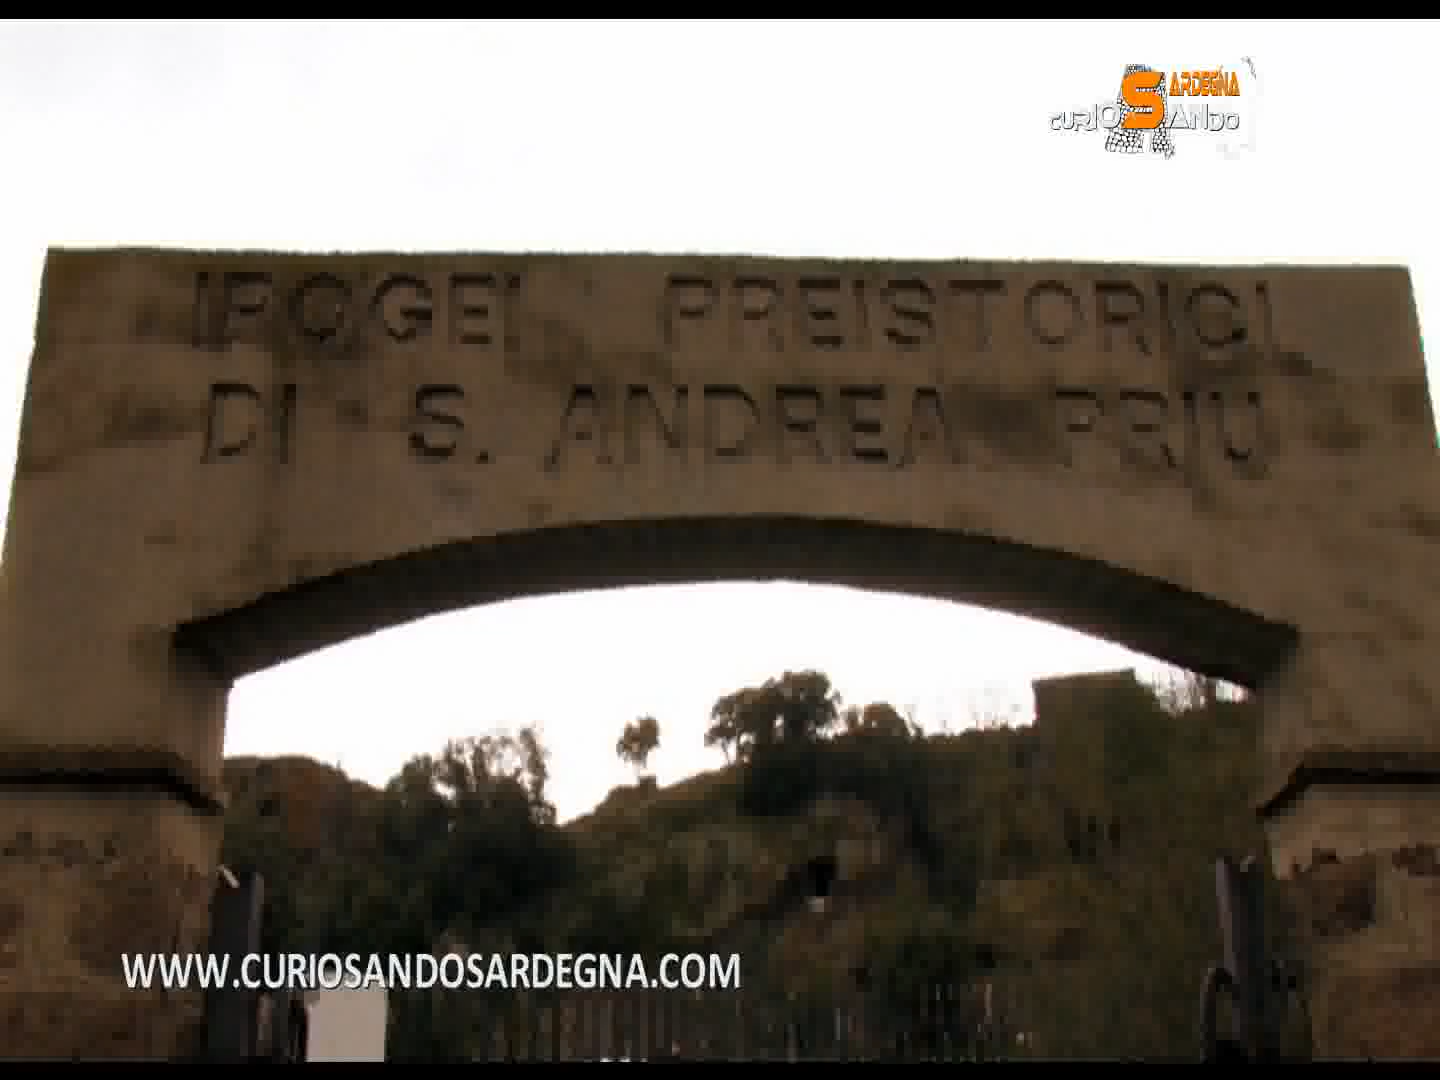 SARDEGNA
CURIOSANDO
IPOGEI PREISTORICI
DI S. ANDREA PRIU
WWW.CURIOSANDOSARDEGNA.COM